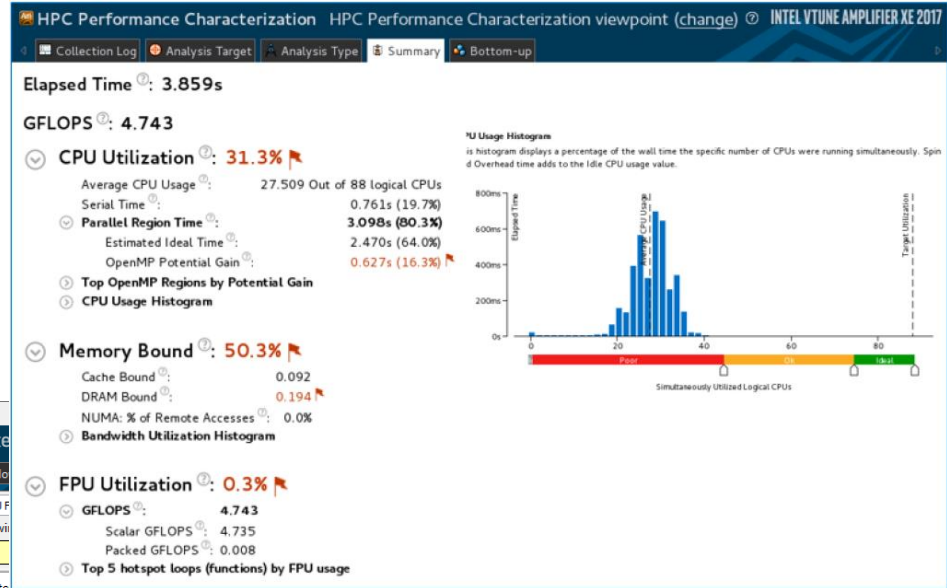 HPC Performance Characterization HPC Performance Characterization viewpoint (change) INTEL VTUNE AMPLIFIER XE 2017
Collection Log Analysis Target Analysis Type Summary Bottom-up
Elapsed Time: 3.859s
GFLOPS: 4.743
CPU Utilization: 31.3%
Average CPU Usage: 27.509 Out of 88 logical CPUs
Serial Time: 0.761s (19.7%)
Parallel Region Time: 3.098s (80.3%)
Estimated Ideal Time: 2.470s (64.0%)
OpenMP Potential Gain: 0.627s (16.3%)
Top OpenMP Regions by Potential Gain
CPU Usage Histogram
Memory Bound: 50.3%
Cache Bound: 0.092
DRAM Bound: 0.194
NUMA: % of Remote Accesses: 0.0%
Bandwidth Utilization Histogram
FPU Utilization: 0.3%
GFLOPS: 4.743
Scalar GFLOPS: 4.735
Packed GFLOPS: 0.008
Top 5 hotspot loops (functions) by FPU usage
PU Usage Histogram
is histogram displays a percentage of the wall time the specific number of CPUs were running simultaneously. Spin
d Overhead time adds to the Idle CPU usage value.
800ms
600ms
400ms
200ms
0s
Elapsed Time
Average CPU Usage
Target Utilization
0 20 40 60 80
Poor Ok Ideal
Simultaneously Utilized Logical CPUs